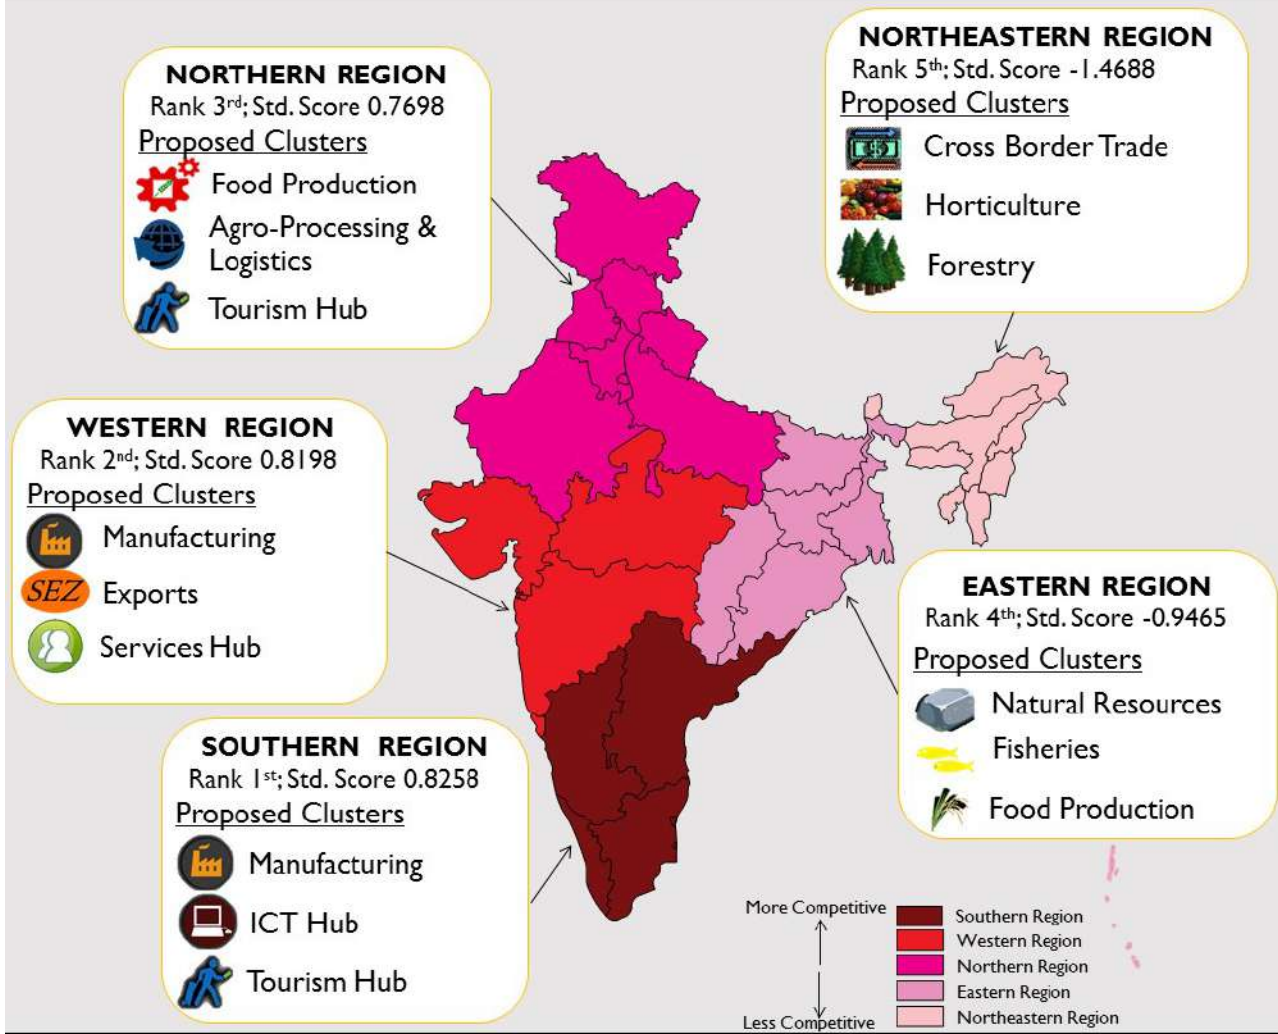 NORTHERN REGION
Rank 3rd; Std. Score 0.7698
Proposed Clusters
Food Production
Agro-Processing &
Logistics
Tourism Hub
NORTHEASTERN REGION
Rank 5th; Std. Score -1.4688
Proposed Clusters
Cross Border Trade
Horticulture
Forestry
WESTERN REGION
Rank 2nd; Std. Score 0.8198
Proposed Clusters
Manufacturing
SEZ Exports
Services Hub
EASTERN REGION
Rank 4th; Std. Score -0.9465
Proposed Clusters
Natural Resources
Fisheries
Food Production
SOUTHERN REGION
Rank 1st; Std. Score 0.8258
Proposed Clusters
Manufacturing
ICT Hub
Tourism Hub
More Competitive
Less Competitive
Southern Region
Western Region
Northern Region
Eastern Region
Northeastern Region